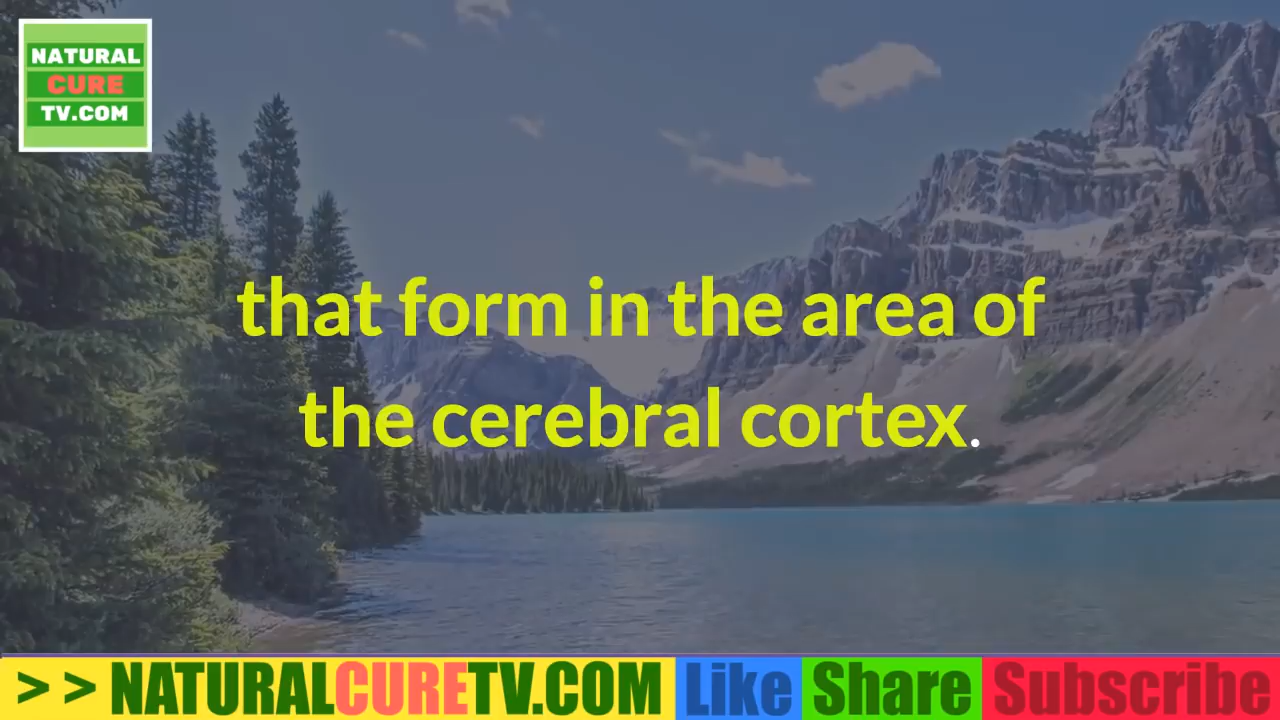 NATURAL
CURE
TV.COM
that form in the area of
the cerebral cortex.
> > NATURALCURETV.COM Like Share Subscribe